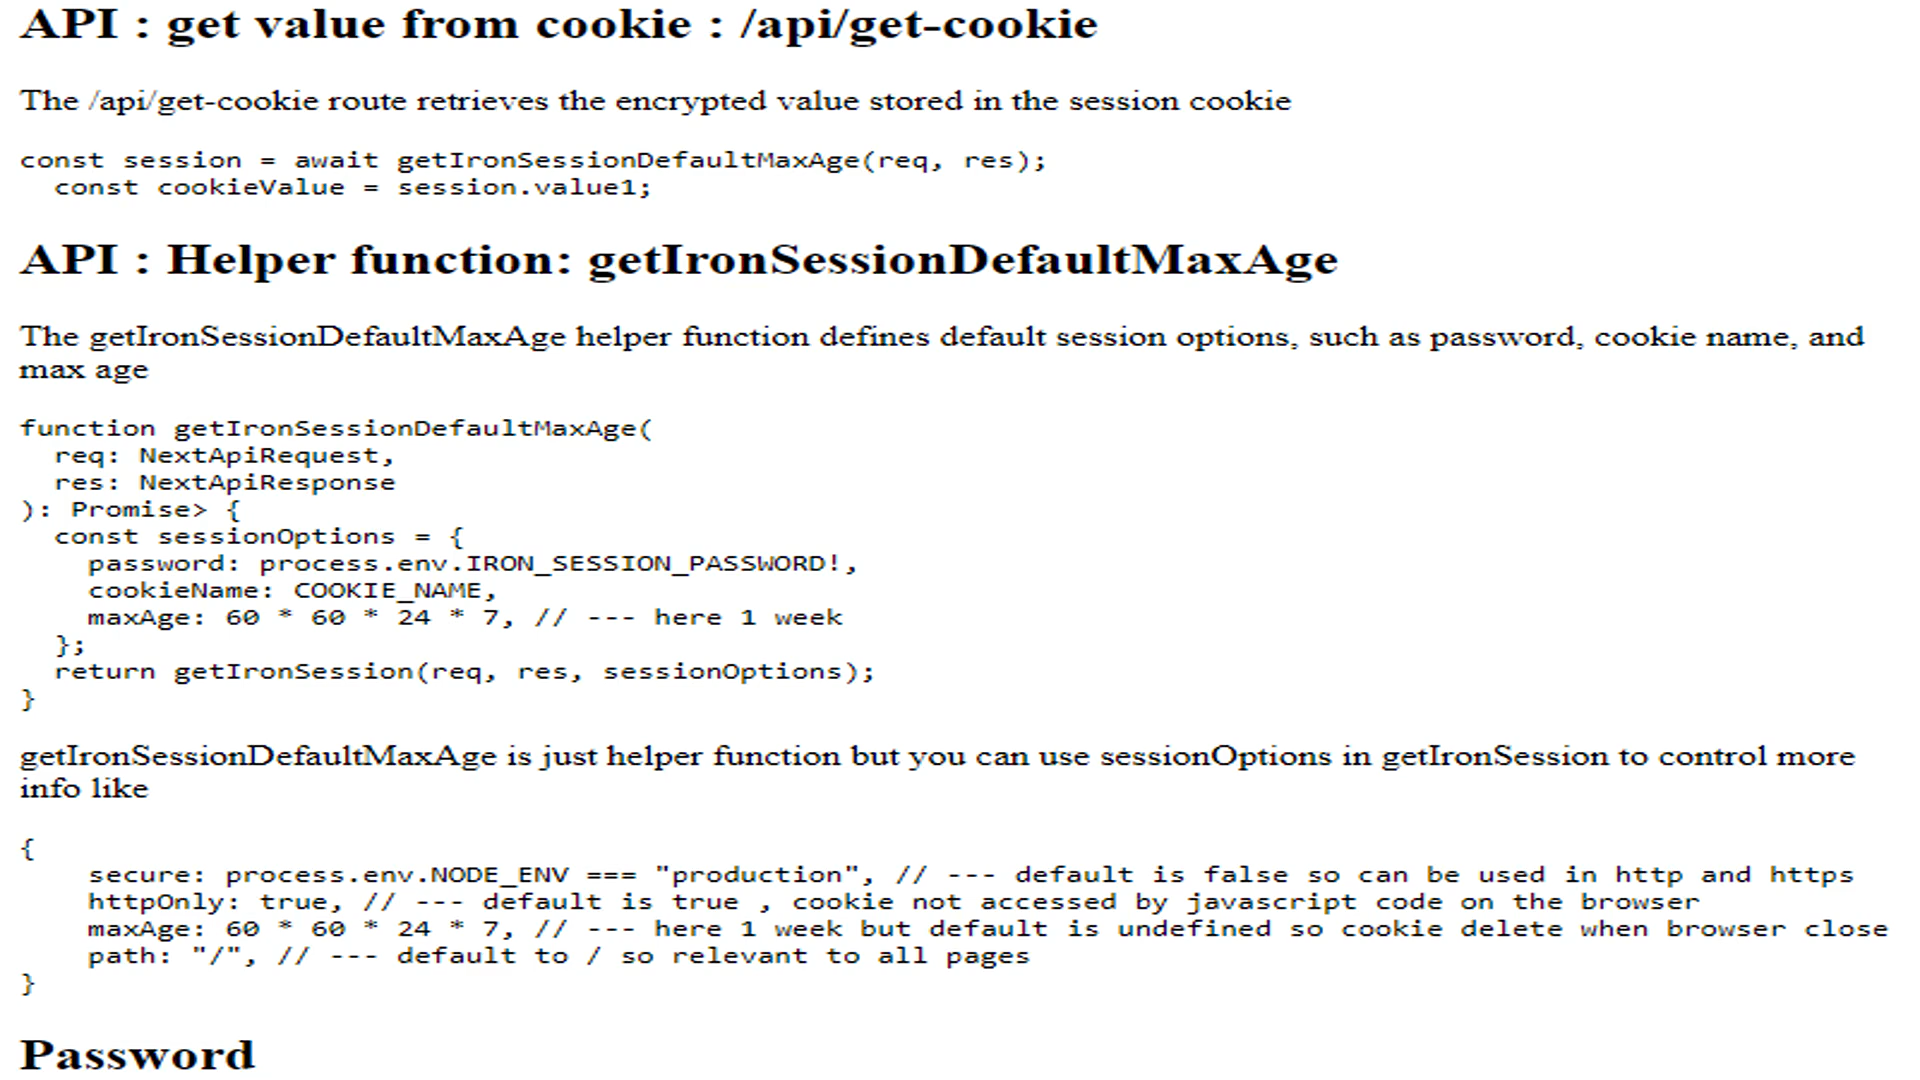 API : get value from cookie : /api/get-cookie
The /api/get-cookie route retrieves the encrypted value stored in the session cookie
const session = await getIronSessionDefaultMaxAge(req, res);
  const cookieValue = session.value1;
API : Helper function: getIronSessionDefaultMaxAge
The getIronSessionDefaultMaxAge helper function defines default session options, such as password, cookie name, and
max age
function getIronSessionDefaultMaxAge(
  req: NextApiRequest,
  res: NextApiResponse
): Promise> {
  const sessionOptions = {
    password: process.env.IRON_SESSION_PASSWORD!,
    cookieName: COOKIE_NAME,
    maxAge: 60 * 60 * 24 * 7, // --- here 1 week
  };
  return getIronSession(req, res, sessionOptions);
}
getIronSessionDefaultMaxAge is just helper function but you can use sessionOptions in getIronSession to control more
info like
{
    secure: process.env.NODE_ENV === "production", // --- default is false so can be used in http and https
    httpOnly: true, // --- default is true , cookie not accessed by javascript code on the browser
    maxAge: 60 * 60 * 24 * 7, // --- here 1 week but default is undefined so cookie delete when browser close
    path: "/", // --- default to / so relevant to all pages
}
Password